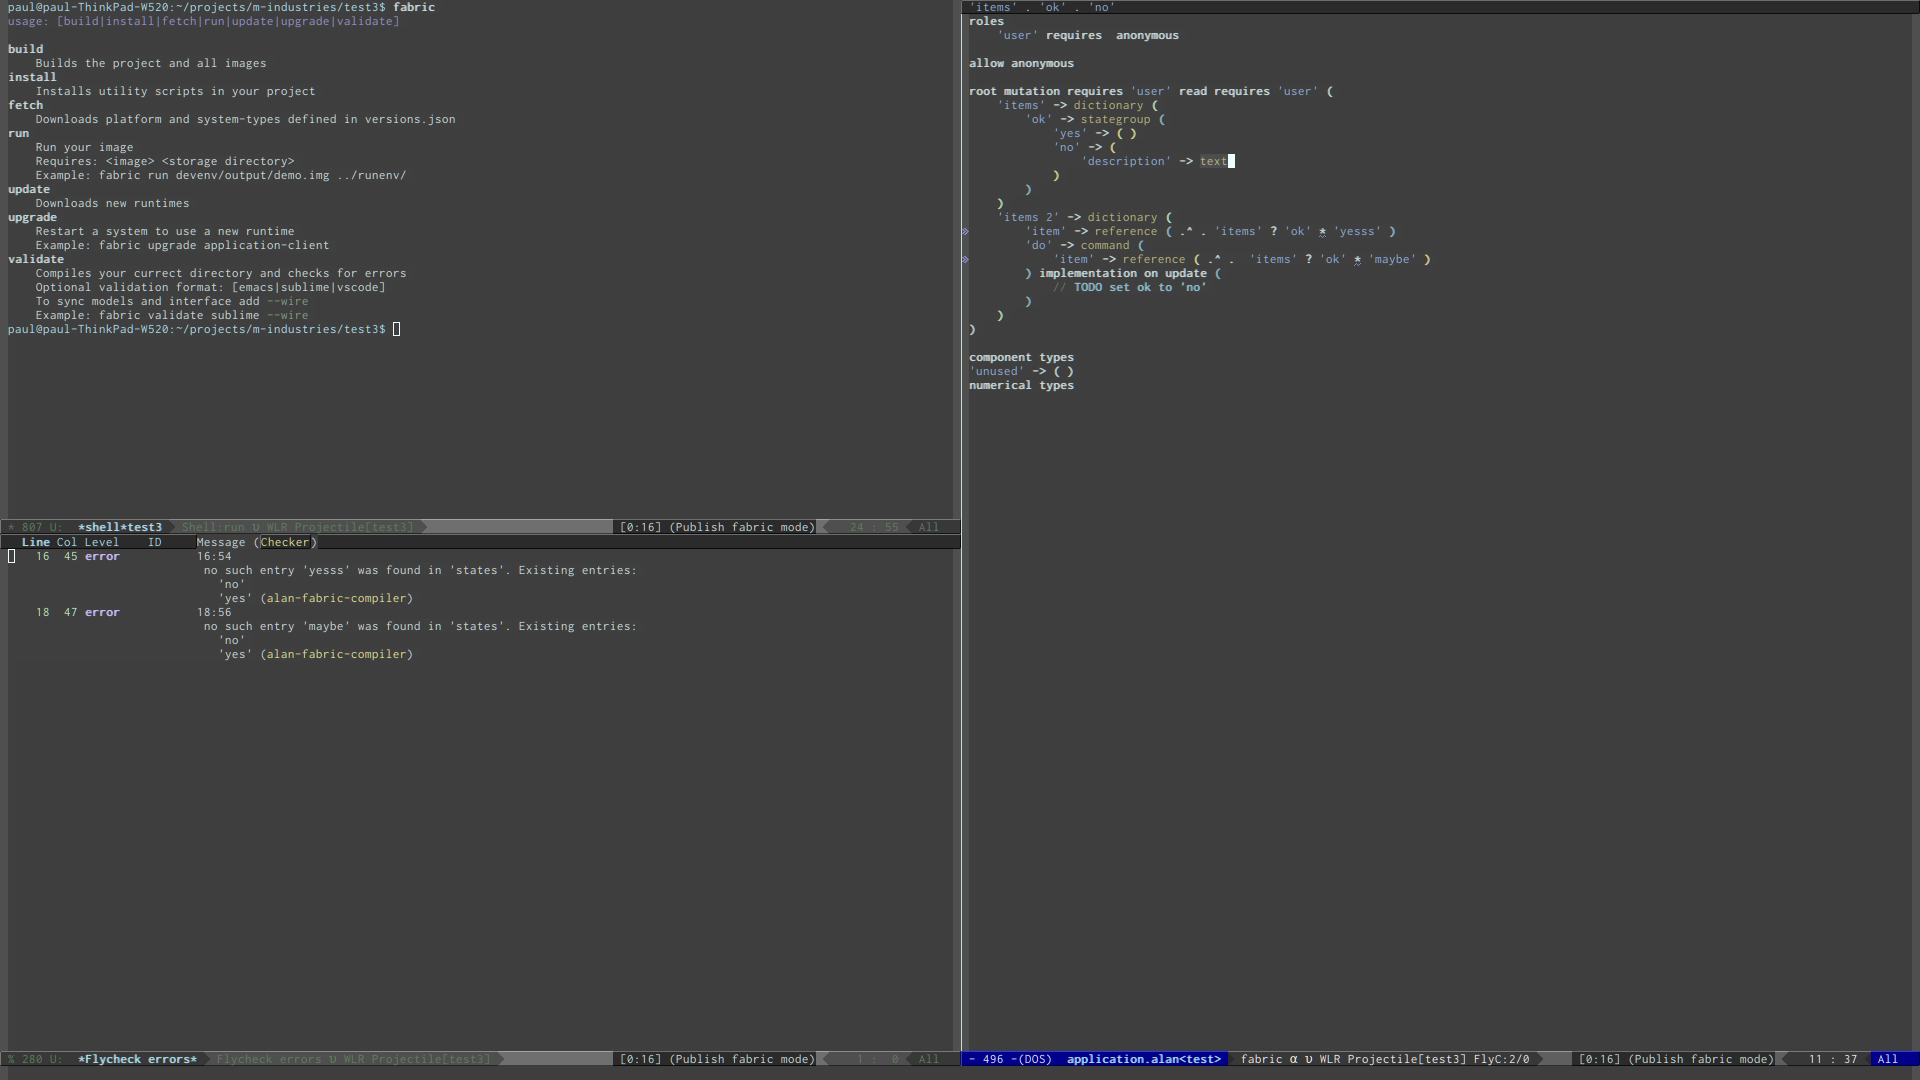 paul@paul-ThinkPad-W520:~/projects/m-industries/test3$ fabric
usage: [build|install|fetch|run|update|upgrade|validate]
build
    Builds the project and all images
install
    Installs utility scripts in your project
fetch
    Downloads platform and system-types defined in versions.json
run
    Run your image
    Requires: <image> <storage directory>
    Example: fabric run devenv/output/demo.img ../runenv/
update
    Downloads new runtimes
upgrade
    Restart a system to use a new runtime
    Example: fabric upgrade application-client
validate
    Compiles your currect directory and checks for errors
    Optional validation format: [emacs|sublime|vscode]
    To sync models and interface add --wire
    Example: fabric validate sublime --wire
paul@paul-ThinkPad-W520:~/projects/m-industries/test3$
* 807 U:  *shell*test3  Shell:run υ WLR Projectile[test3]  [0:16] (Publish fabric mode)  24 : 55  All
Line Col Level  ID  Message (Checker)
16  45 error  16:54
no such entry 'yesss' was found in 'states'. Existing entries:
'no'
'yes' (alan-fabric-compiler)
18  47 error  18:56
no such entry 'maybe' was found in 'states'. Existing entries:
'no'
'yes' (alan-fabric-compiler)
% 280 U:  *Flycheck errors*  Flycheck errors υ WLR Projectile[test3]  [0:16] (Publish fabric mode)  1 :  0  All
'items' . 'ok' . 'no'
roles
    'user' requires  anonymous
allow anonymous
root mutation requires 'user' read requires 'user' (
    'items' -> dictionary (
        'ok' -> stategroup (
            'yes' -> ( )
            'no' -> (
                'description' -> text
            )
        )
    )
    'items 2' -> dictionary (
» 'item' -> reference ( .^ . 'items' ? 'ok' * 'yesss' )
        'do' -> command (
» 'item' -> reference ( .^ .  'items' ? 'ok' * 'maybe' )
        ) implementation on update (
            // TODO set ok to 'no'
        )
    )
)
component types
'unused' -> ( )
numerical types
- 496 -(DOS)  application.alan<test>  fabric α υ WLR Projectile[test3] FlyC:2/0  [0:16] (Publish fabric mode)  11 : 37  All